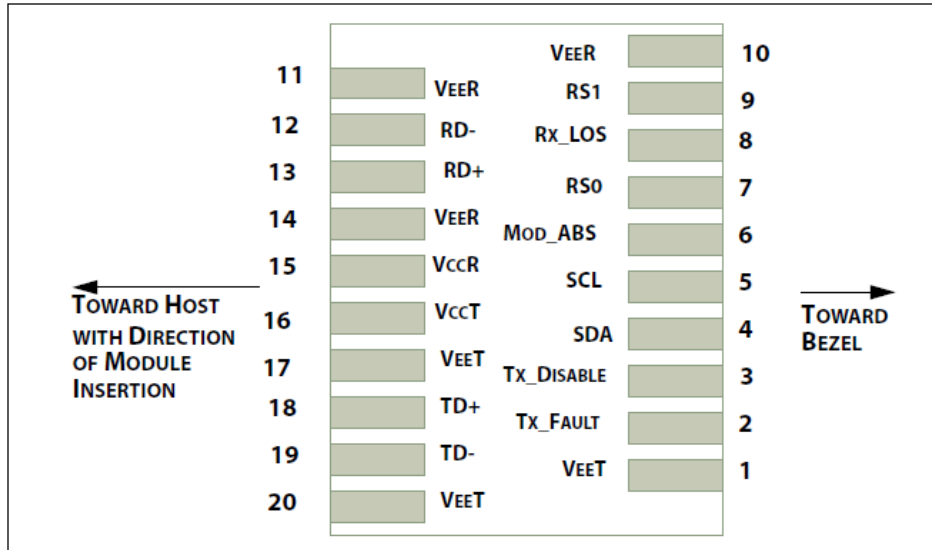 11 VEER
12 RD-
13 RD+
14 VEER
15 VCCR
16 VCCT
17 VEET
18 TD+
19 TD-
20 VEET
VEER 10
RS1 9
RX_LOS 8
RS0 7
MOD_ABS 6
SCL 5
SDA 4
TX_DISABLE 3
TX_FAULT 2
VEET 1
TOWARD HOST
WITH DIRECTION
OF MODULE
INSERTION
TOWARD
BEZEL